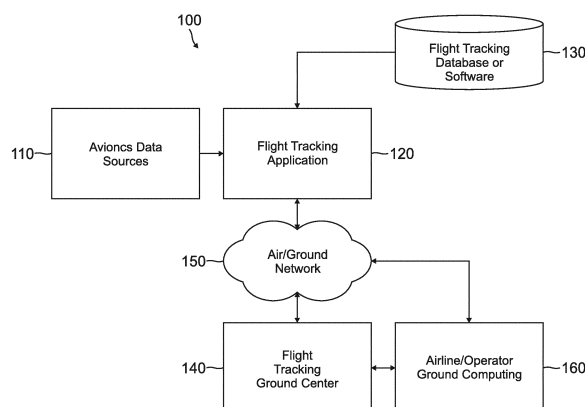 100
Flight Tracking
Database or
Software
130
110
Avioncs Data
Sources
Flight Tracking
Application
120
150
Air/Ground
Network
140
Flight
Tracking
Ground Center
Airline/Operator
Ground Computing
160